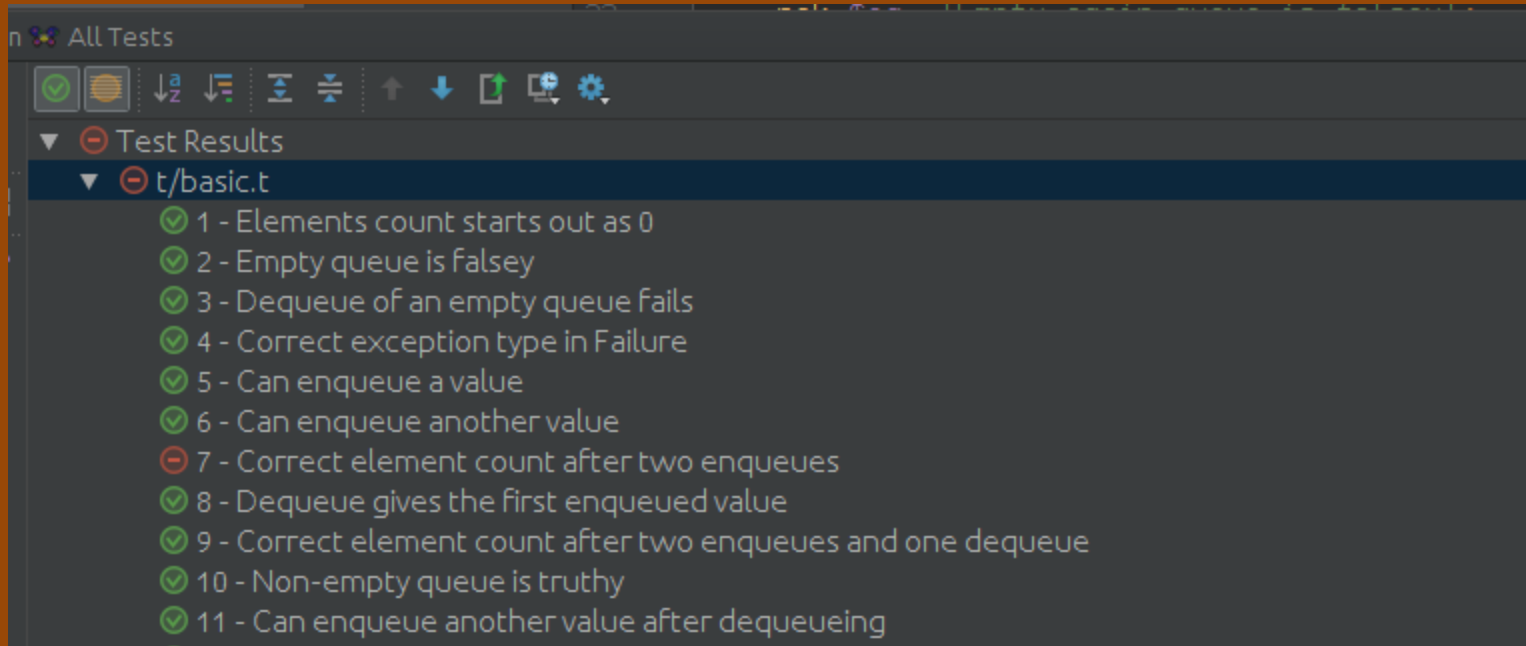 All Tests
Test Results
t/basic.t
1 - Elements count starts out as 0
2 - Empty queue is falsey
3 - Dequeue of an empty queue fails
4 - Correct exception type in Failure
5 - Can enqueue a value
6 - Can enqueue another value
7 - Correct element count after two enqueues
8 - Dequeue gives the first enqueued value
9 - Correct element count after two enqueues and one dequeue
10 - Non-empty queue is truthy
11 - Can enqueue another value after dequeueing